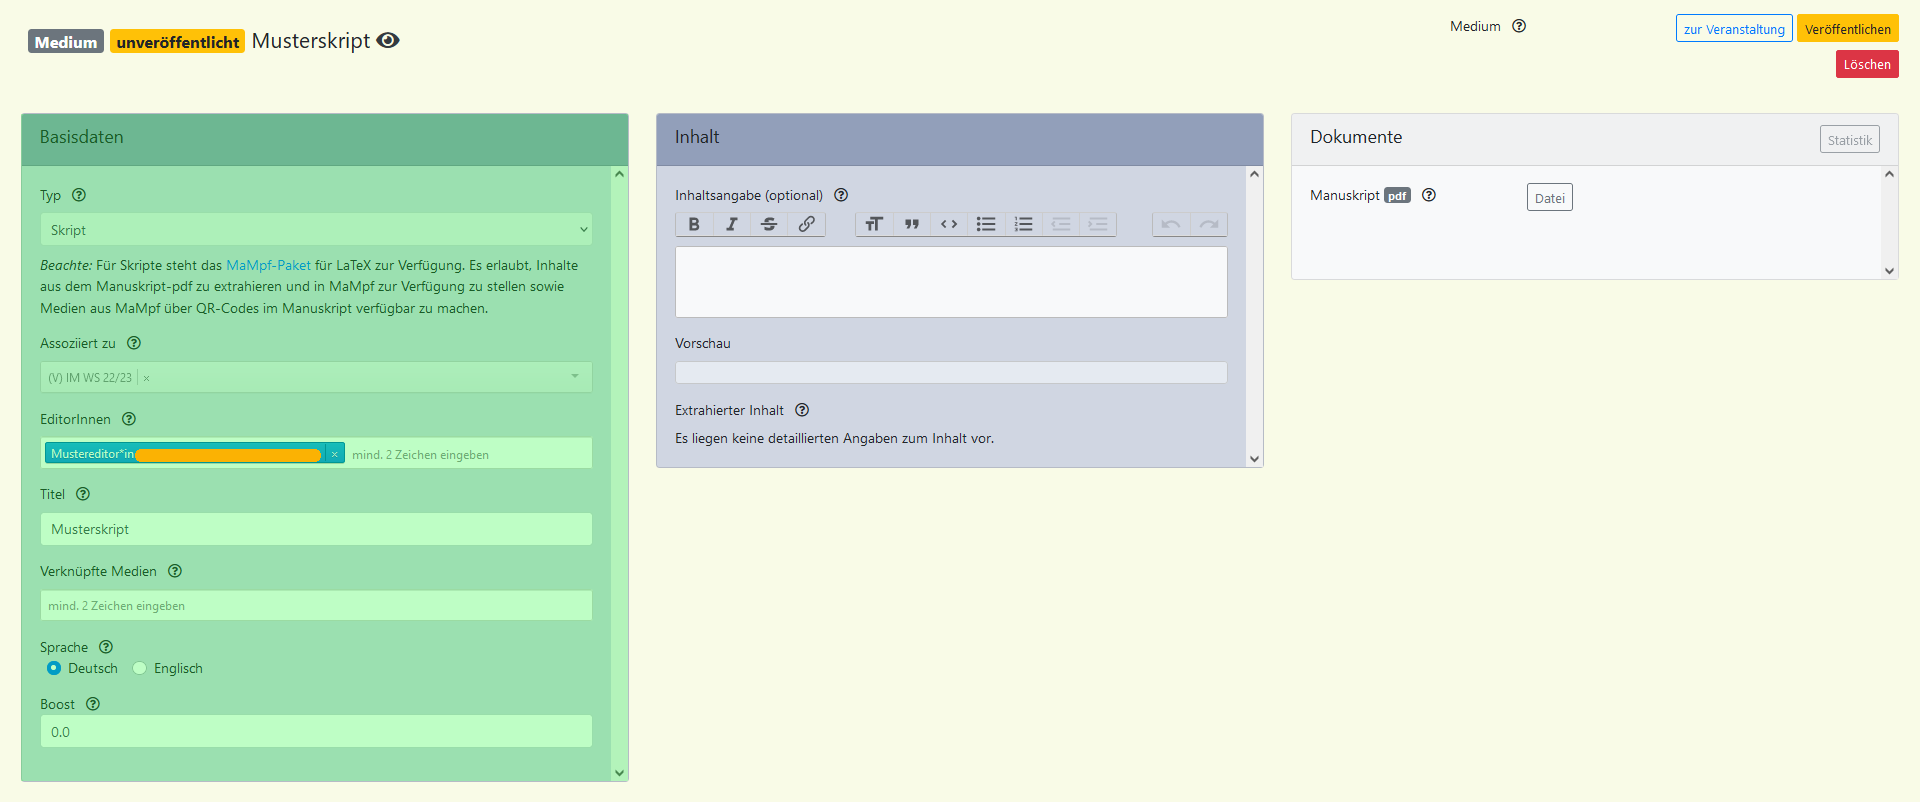 Medium unveröffentlicht Musterskript
Medium
zur Veranstaltung
Veröffentlichen
Löschen
Basisdaten
Typ
Skript
Beachte: Für Skripte steht das MaMpf-Paket für LaTeX zur Verfügung. Es erlaubt, Inhalte
aus dem Manuskript-pdf zu extrahieren und in MaMpf zur Verfügung zu stellen sowie
Medien aus MaMpf über QR-Codes im Manuskript verfügbar zu machen.
Assoziiert zu
(V) IM WS 22/23 ×
EditorInnen
Mustereditor*in × mind. 2 Zeichen eingeben
Titel
Musterskript
Verknüpfte Medien
mind. 2 Zeichen eingeben
Sprache
Deutsch Englisch
Boost
0.0
Inhalt
Inhaltsangabe (optional)
Vorschau
Extrahierter Inhalt
Es liegen keine detaillierten Angaben zum Inhalt vor.
Dokumente
Statistik
Manuskript pdf
Datei